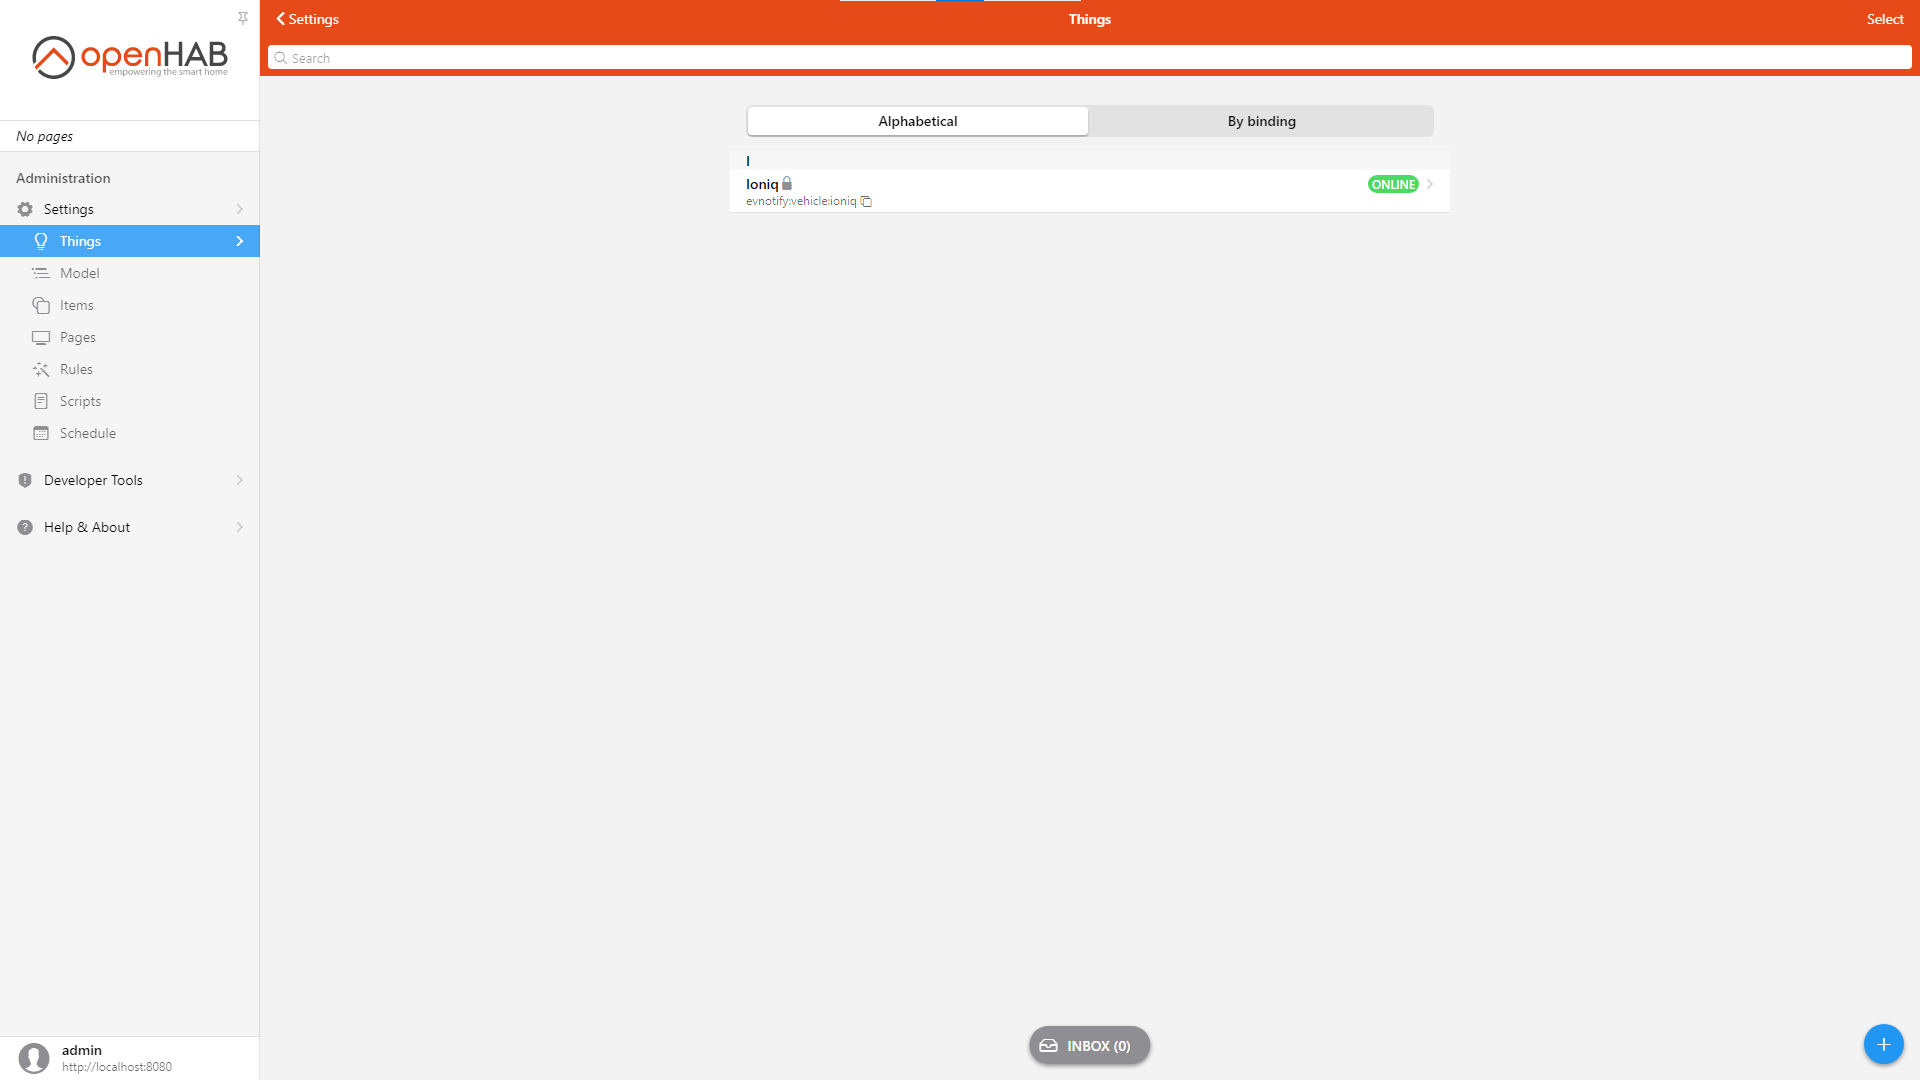 openHAB
empowering the smart home
No pages
Administration
Settings
Things
Model
Items
Pages
Rules
Scripts
Schedule
Developer Tools
Help & About
admin
http://localhost:8080
Settings
Things
Select
Search
Alphabetical
By binding
I
Ioniq
ONLINE
evnotify:vehicle:ioniq
INBOX (0)